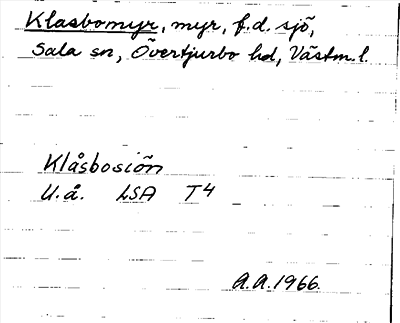 Klasbomyr, myr, f.d. sjö,
Sala sn, Övertjurbo hd, Västm.l.
Klåsbosiön
U.å. LSA T4
A.A.1966.